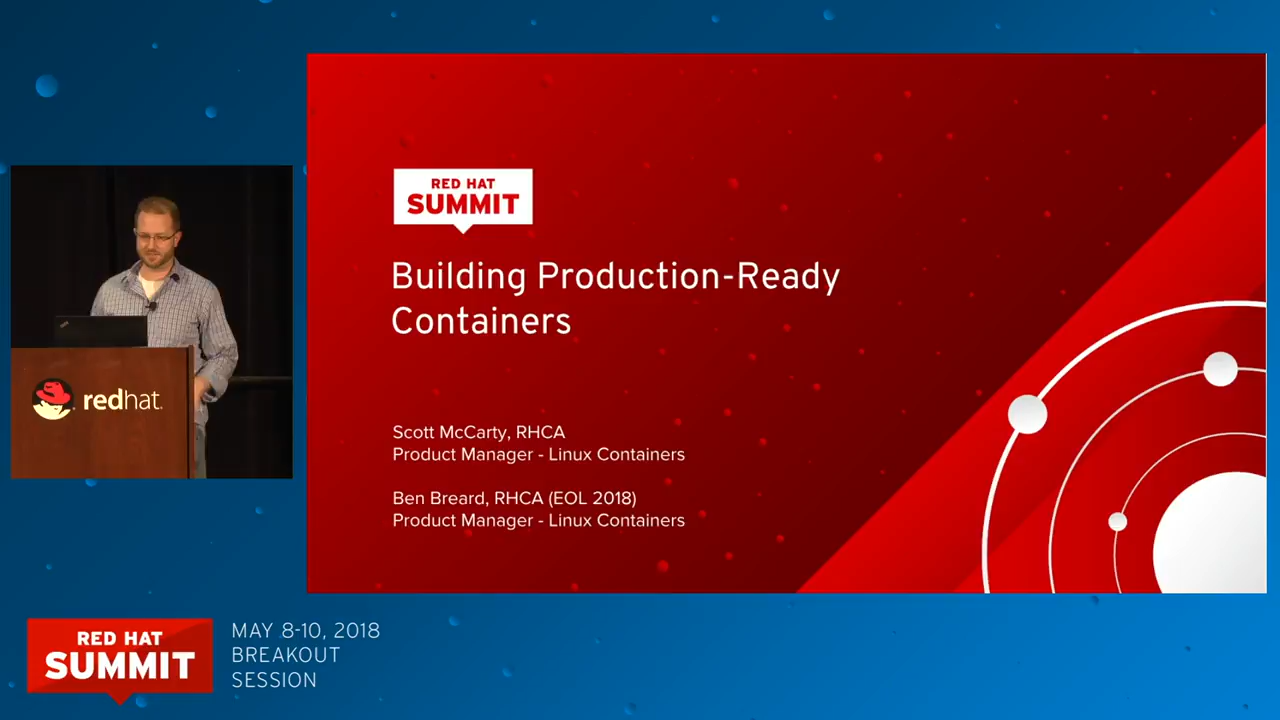 RED HAT
SUMMIT
Building Production-Ready
Containers
Scott McCarty, RHCA
Product Manager - Linux Containers
Ben Breard, RHCA (EOL 2018)
Product Manager - Linux Containers
redhat.
RED HAT
SUMMIT
MAY 8-10, 2018
BREAKOUT
SESSION